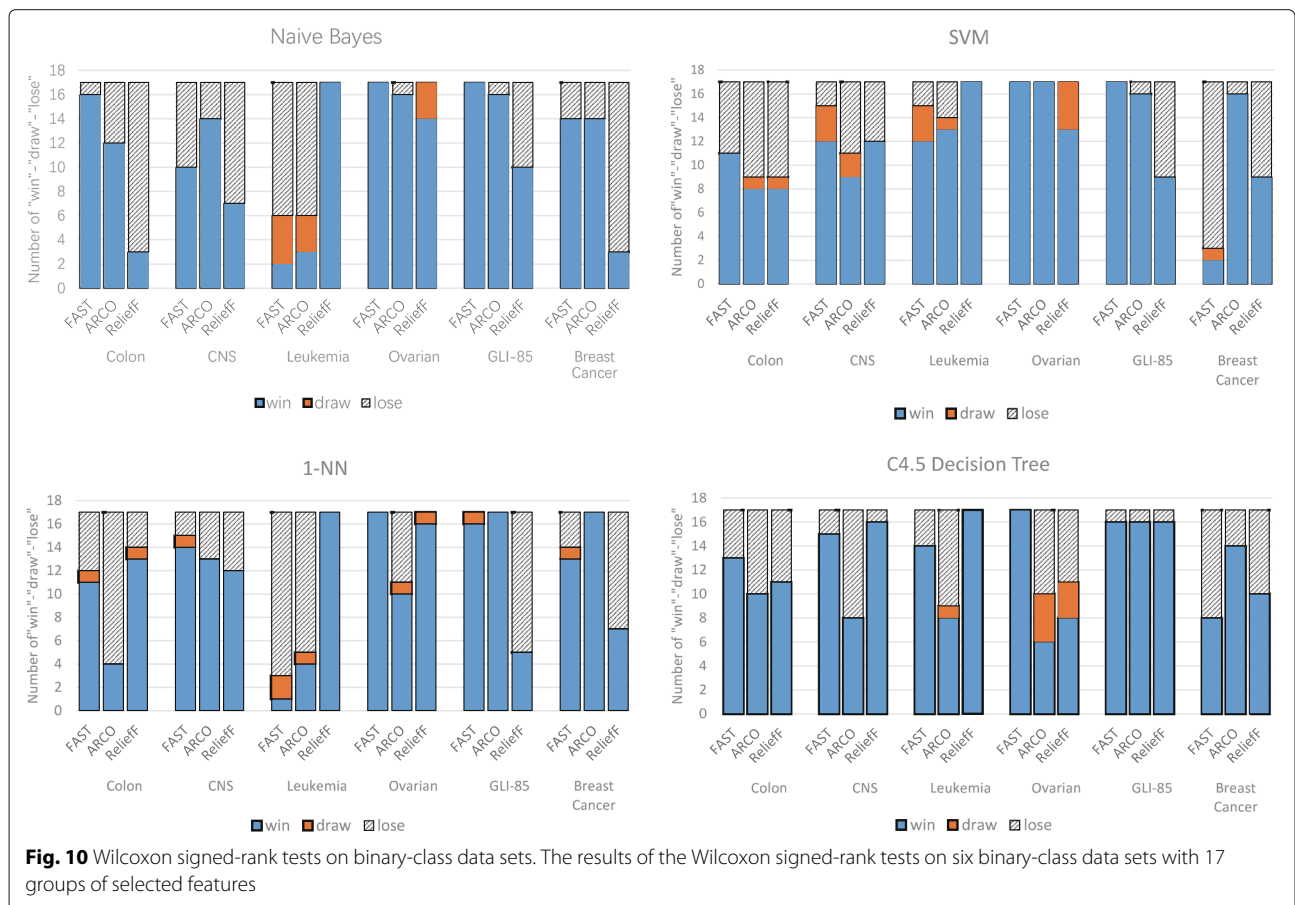 Naive Bayes
Number of "win"-"draw"-"lose"
18
16
14
12
10
8
6
4
2
0
FAST ARCO ReliefF FAST ARCO ReliefF FAST ARCO ReliefF FAST ARCO ReliefF FAST ARCO ReliefF FAST ARCO ReliefF
Colon CNS Leukemia Ovarian GLI-85 Breast
Cancer
win draw lose
SVM
Number of"win"-"draw"-"lose"
18
16
14
12
10
8
6
4
2
0
FAST ARCO ReliefF FAST ARCO ReliefF FAST ARCO ReliefF FAST ARCO ReliefF FAST ARCO ReliefF FAST ARCO ReliefF
Colon CNS Leukemia Ovarian GLI-85 Breast
Cancer
win draw lose
1-NN
Number of"win"-"draw"-"lose"
18
16
14
12
10
8
6
4
2
0
FAST ARCO ReliefF FAST ARCO ReliefF FAST ARCO ReliefF FAST ARCO ReliefF FAST ARCO ReliefF FAST ARCO ReliefF
Colon CNS Leukemia Ovarian GLI-85 Breast
Cancer
win draw lose
C4.5 Decision Tree
Number of"win"-"draw"-"lose"
18
16
14
12
10
8
6
4
2
0
FAST ARCO ReliefF FAST ARCO ReliefF FAST ARCO ReliefF FAST ARCO ReliefF FAST ARCO ReliefF FAST ARCO ReliefF
Colon CNS Leukemia Ovarian GLI-85 Breast
Cancer
win draw lose
Fig. 10 Wilcoxon signed-rank tests on binary-class data sets. The results of the Wilcoxon signed-rank tests on six binary-class data sets with 17
groups of selected features